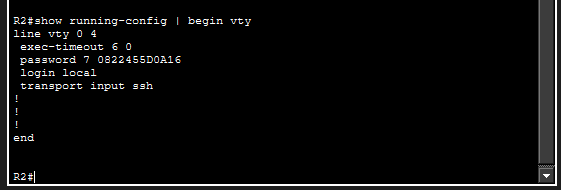 R2#show running-config | begin vty
line vty 0 4
exec-timeout 6 0
password 7 0822455D0A16
login local
transport input ssh
!
!
!
end
R2#